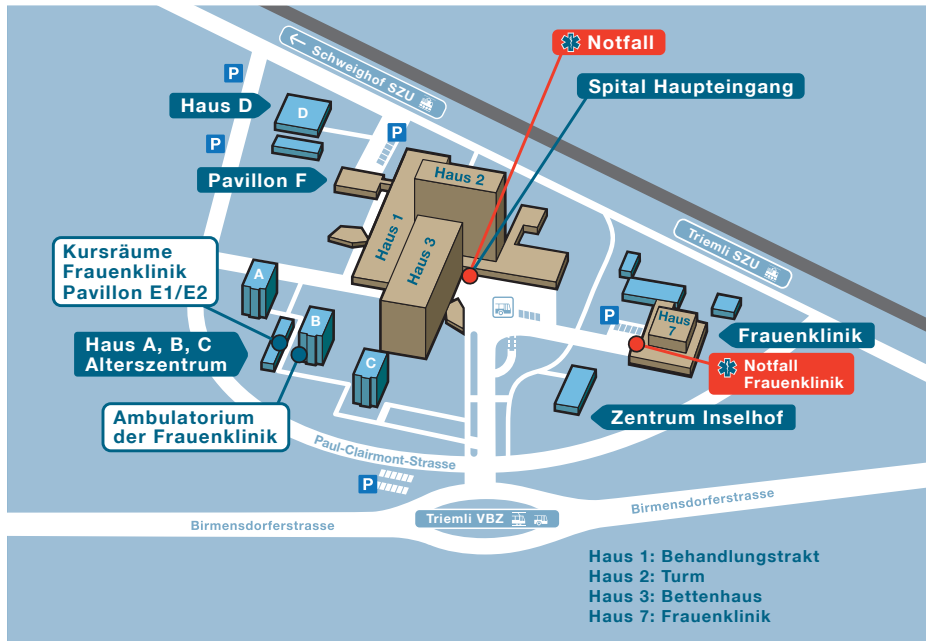 Notfall
Schweighof SZU
Spital Haupteingang
P
Haus D
D
P
P
Haus 2
Pavillon F
Haus 1
Haus 3
Triemli SZU
Kursräume
Frauenklinik
Pavillon E1/E2
A
B
P
Haus
7
Frauenklinik
Haus A, B, C
Alterszentrum
C
Notfall
Frauenklinik
Ambulatorium
der Frauenklinik
Zentrum Inselhof
Paul-Clairmont-Strasse
P
Birmensdorferstrasse
Triemli VBZ
Birmensdorferstrasse
Haus 1: Behandlungstrakt
Haus 2: Turm
Haus 3: Bettenhaus
Haus 7: Frauenklinik